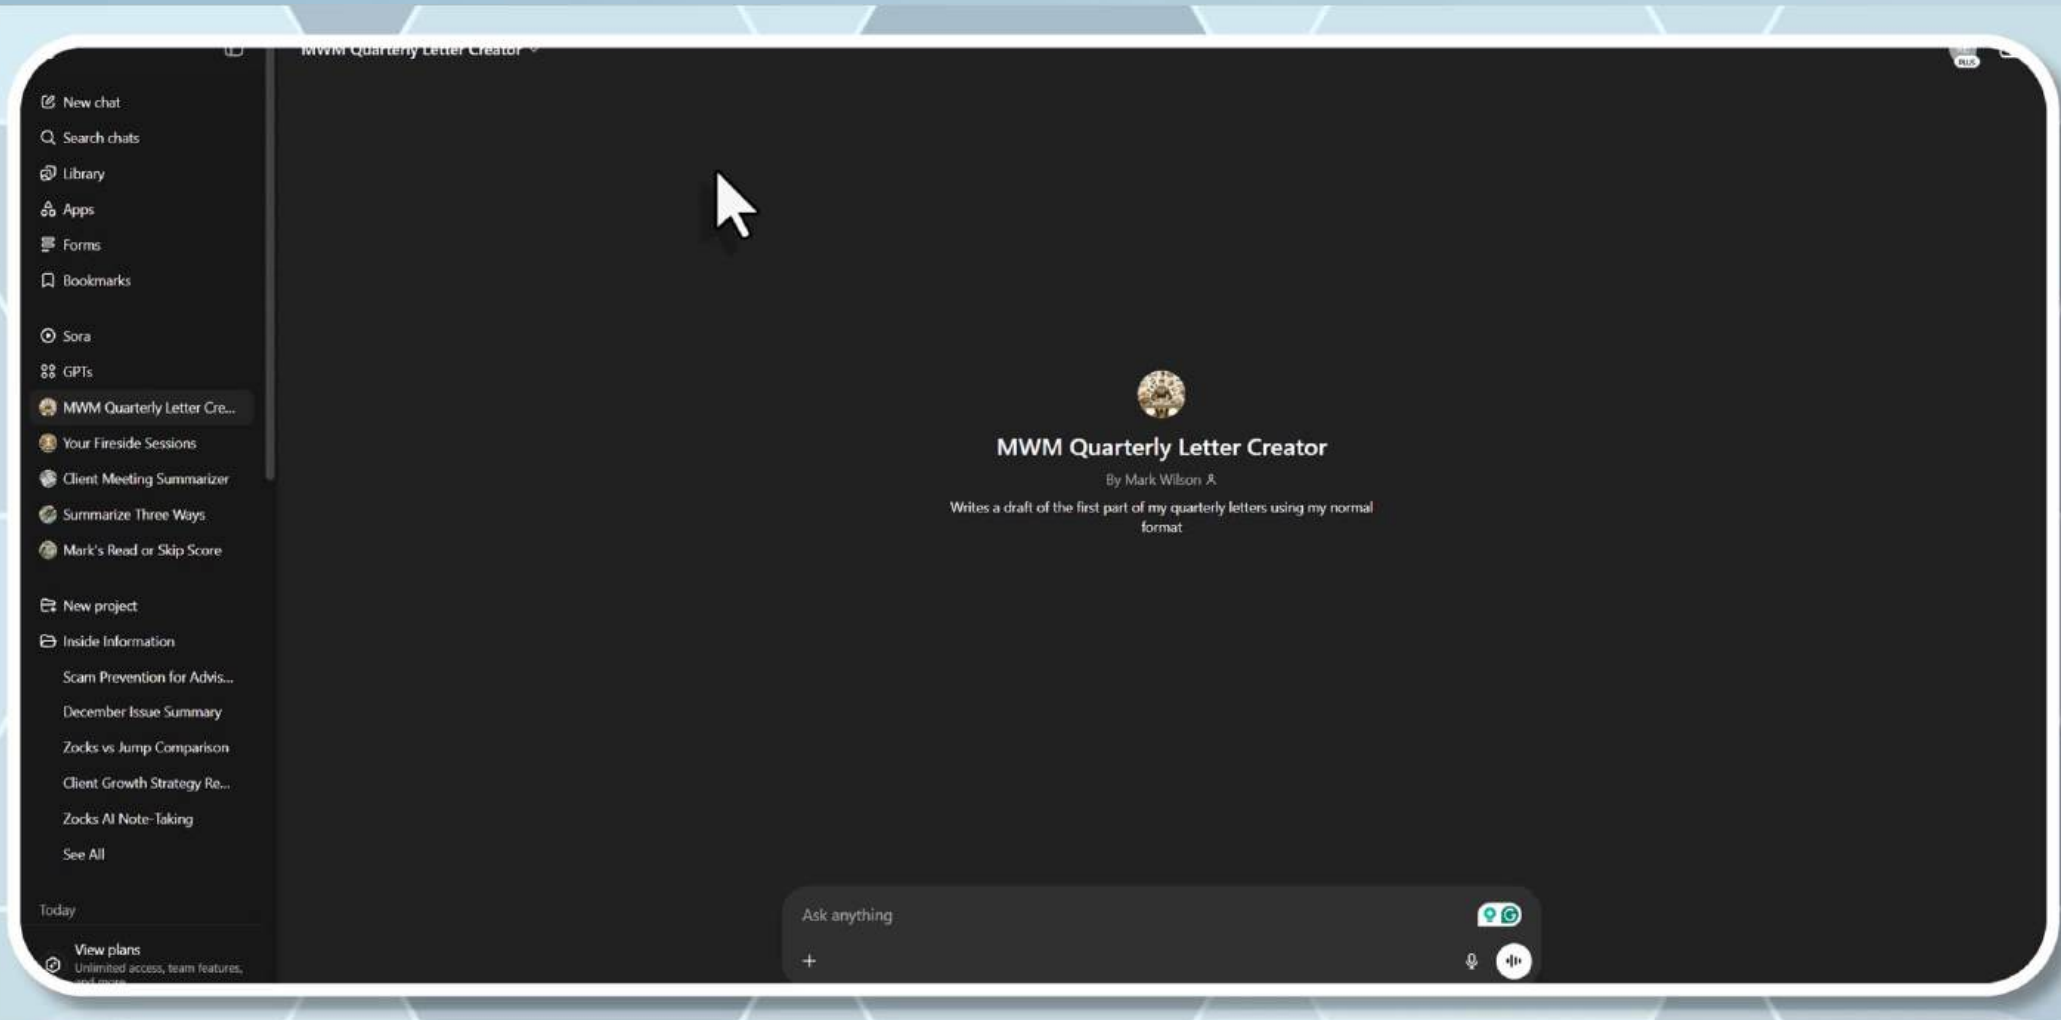 MWM Quarterly Letter Creator
PLUS
New chat
Search chats
Library
Apps
Forms
Bookmarks
Sora
GPTs
MWM Quarterly Letter Cre...
Your Fireside Sessions
Client Meeting Summarizer
Summarize Three Ways
Mark's Read or Skip Score
New project
Inside Information
Scam Prevention for Advis...
December Issue Summary
Zocks vs Jump Comparison
Client Growth Strategy Re...
Zocks AI Note-Taking
See All
Today
View plans
Unlimited access, team features,
and more
MWM Quarterly Letter Creator
By Mark Wilson
Writes a draft of the first part of my quarterly letters using my normal
format
Ask anything